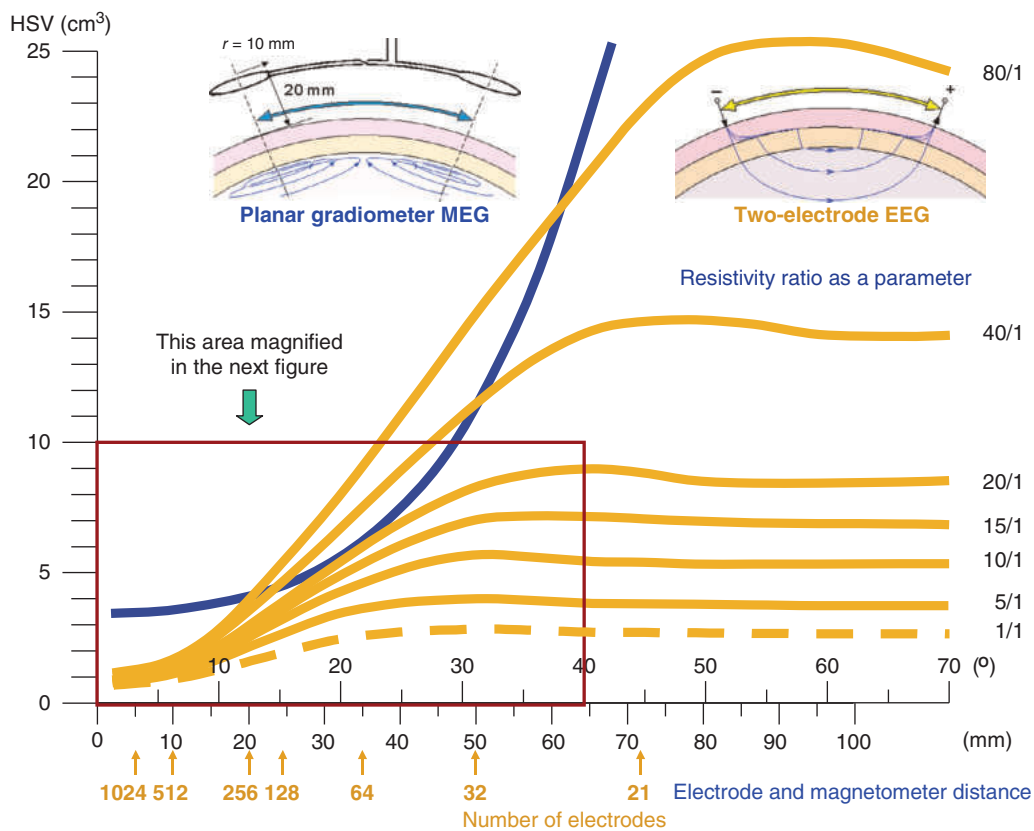 HSV (cm³)
25
20
15
10
5
0
r = 10 mm
20 mm
Planar gradiometer MEG
− +
Two-electrode EEG
Resistivity ratio as a parameter
This area magnified
in the next figure
80/1
40/1
20/1
15/1
10/1
5/1
1/1
10 20 30 40 50 60 70 (º)
0 10 20 30 40 50 60 70 80 90 100 (mm)
1024 512 256 128 64 32 21 Electrode and magnetometer distance
Number of electrodes